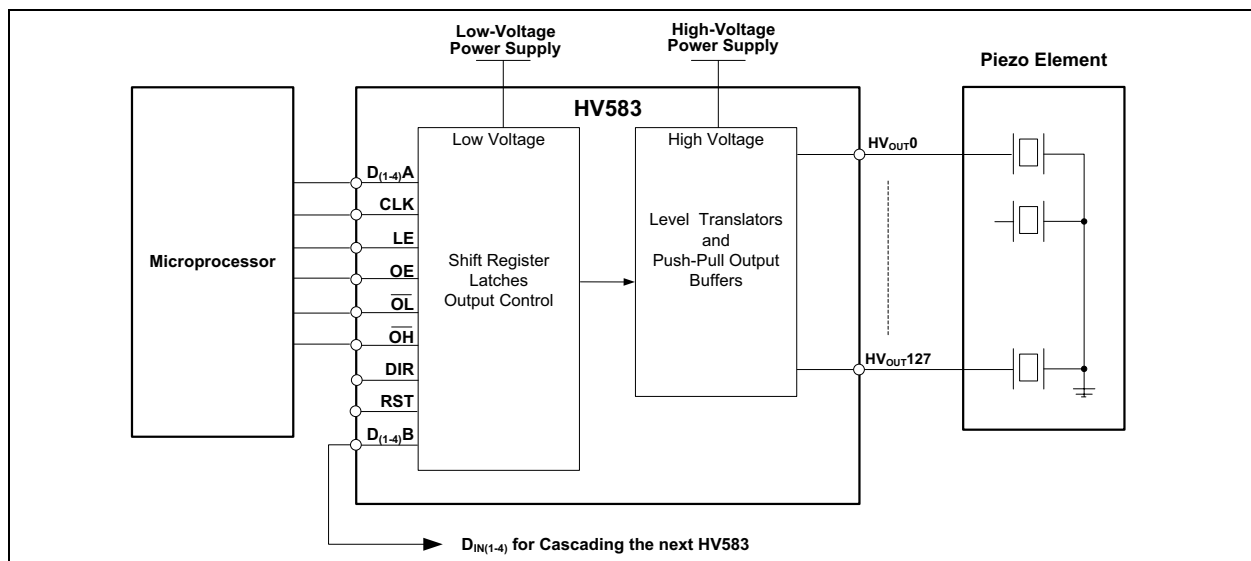 Low-Voltage
Power Supply
High-Voltage
Power Supply
Piezo Element
HV583
Low Voltage
High Voltage
Microprocessor
D(1-4)A
CLK
LE
OE
O̅L̅
O̅H̅
DIR
RST
D(1-4)B
Shift Register
Latches
Output Control
Level Translators
and
Push-Pull Output
Buffers
HVOUT0
HVOUT127
DIN(1-4) for Cascading the next HV583